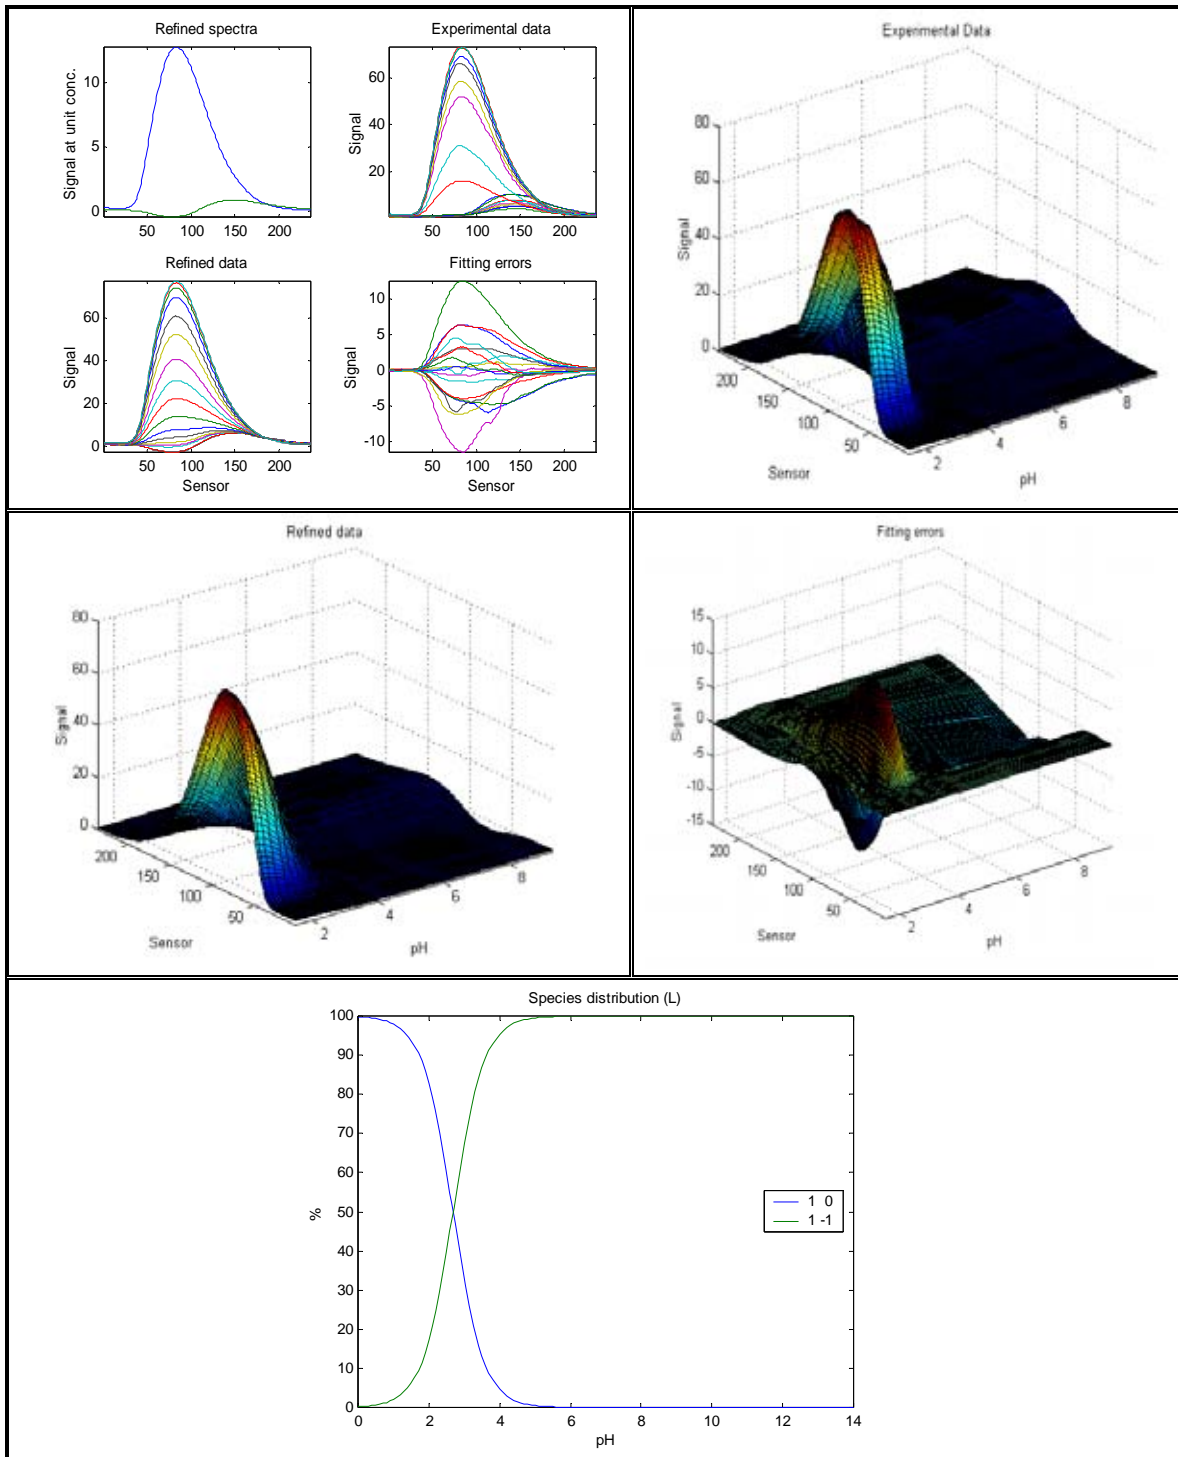 Refined spectra
Signal at unit conc.
10
5
0
50 100 150 200
Experimental data
Signal
60
40
20
50 100 150 200
Refined data
Signal
60
40
20
0
50 100 150 200
Sensor
Fitting errors
Signal
10
5
0
-5
-10
50 100 150 200
Sensor
Experimental Data
Signal
80
60
40
20
0
200
150
100
50
Sensor
2
4
6
8
pH
Refined data
Signal
80
60
40
20
0
200
150
100
50
Sensor
2
4
6
8
pH
Fitting errors
Signal
15
10
5
0
-5
-10
-15
200
150
100
50
Sensor
2
4
6
8
pH
Species distribution (L)
%
100
90
80
70
60
50
40
30
20
10
0
0 2 4 6 8 10 12 14
pH
1 0
1 -1